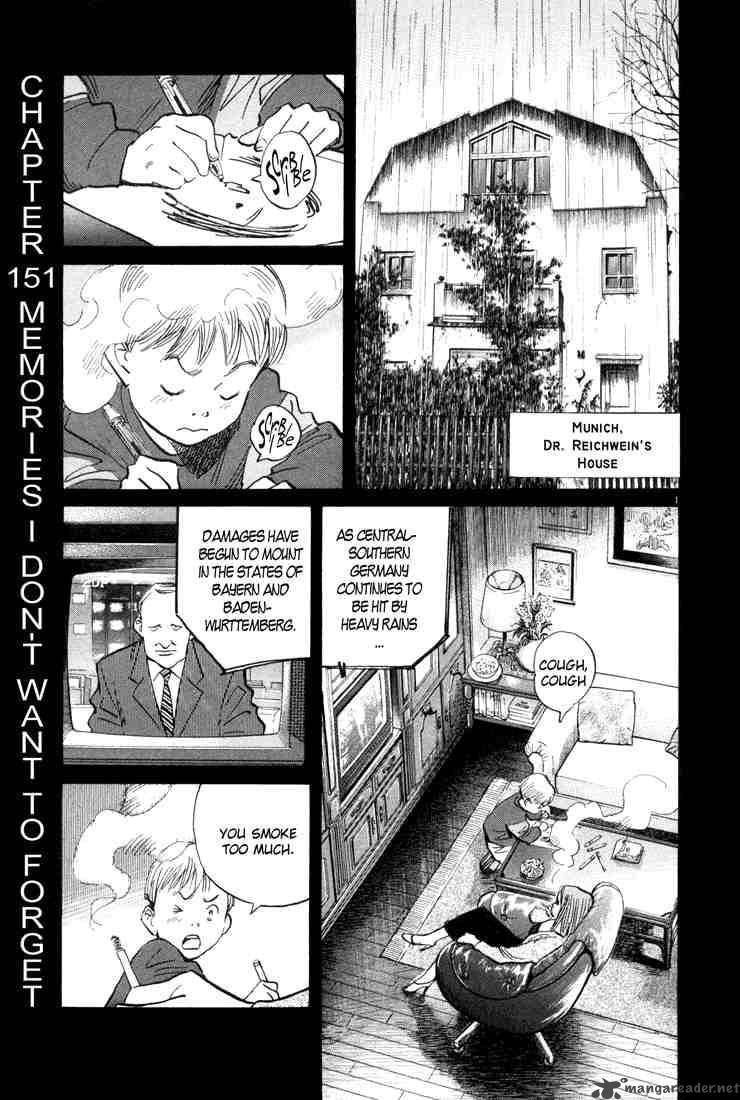 CHAPTER 151 MEMORIES I DON'T WANT TO FORGET
MUNICH,
DR. REICHWEIN'S
HOUSE
SCRIBBLE
SCRIBBLE
AS CENTRAL-
SOUTHERN
GERMANY
CONTINUES TO
BE HIT BY
HEAVY RAINS
...
DAMAGES HAVE
BEGUN TO MOUNT
IN THE STATES OF
BAYERN AND
BADEN-
WURTTEMBERG.
COUGH,
COUGH
YOU SMOKE
TOO MUCH.
1
mangareader.net